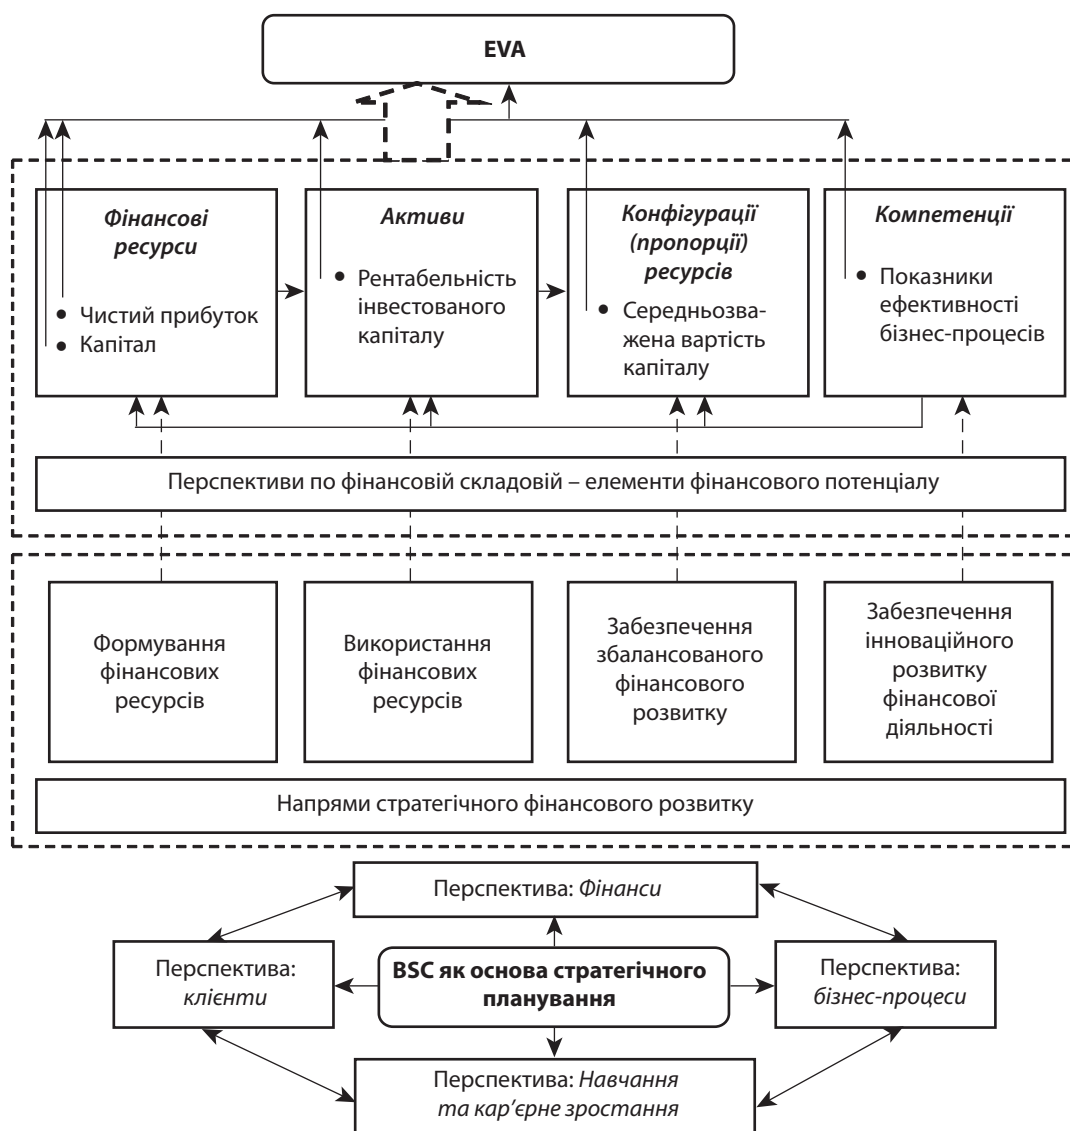 EVA
Фінансові
ресурси
• Чистий прибуток
• Капітал
Активи
• Рентабельність
інвестованого
капіталу
Конфігурації
(пропорції)
ресурсів
• Середньозва-
жена вартість
капіталу
Компетенції
• Показники
ефективності
бізнес-процесів
Перспективи по фінансовій складовій – елементи фінансового потенціалу
Формування
фінансових
ресурсів
Використання
фінансових
ресурсів
Забезпечення
збалансованого
фінансового
розвитку
Забезпечення
інноваційного
розвитку
фінансової
діяльності
Напрями стратегічного фінансового розвитку
Перспектива: Фінанси
Перспектива:
клієнти
BSC як основа стратегічного
планування
Перспектива:
бізнес-процеси
Перспектива: Навчання
та кар’єрне зростання